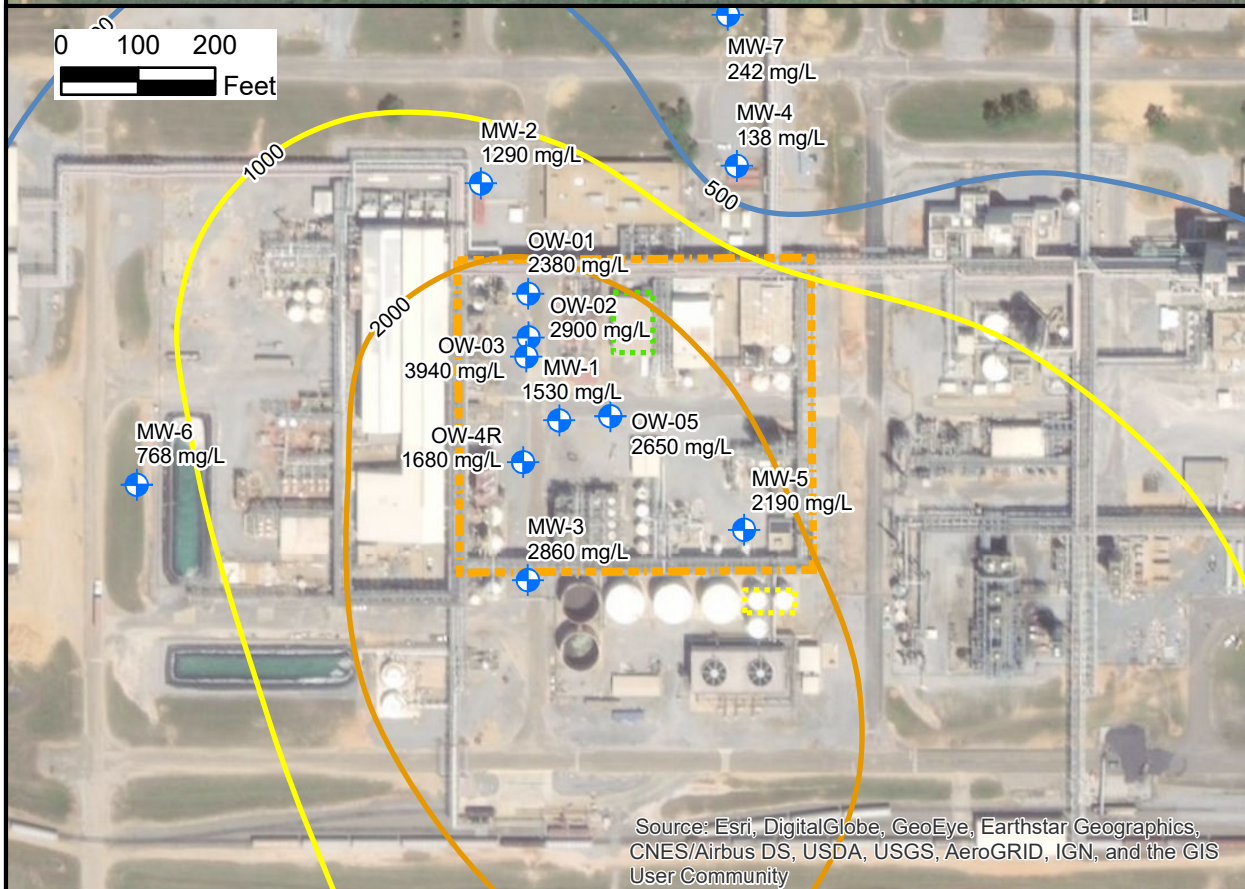 0 100 200
Feet
00
MW-7
242 mg/L
MW-4
138 mg/L
MW-2
1290 mg/L
1000
500
OW-01
2380 mg/L
OW-02
2900 mg/L
2000
OW-03
3940 mg/L
MW-1
1530 mg/L
MW-6
768 mg/L
OW-4R
1680 mg/L
OW-05
2650 mg/L
MW-5
2190 mg/L
MW-3
2860 mg/L
Source: Esri, DigitalGlobe, GeoEye, Earthstar Geographics,
CNES/Airbus DS, USDA, USGS, AeroGRID, IGN, and the GIS
User Community